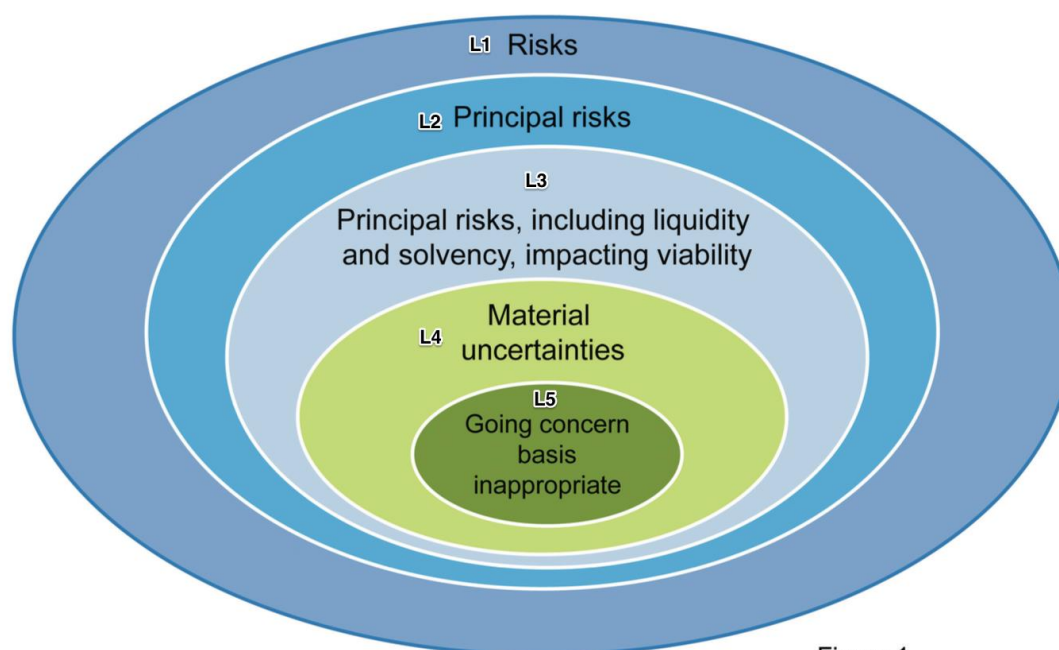 L1 Risks
L2 Principal risks
L3
Principal risks, including liquidity
and solvency, impacting viability
Material
L4
uncertainties
L5
Going concern
basis
inappropriate